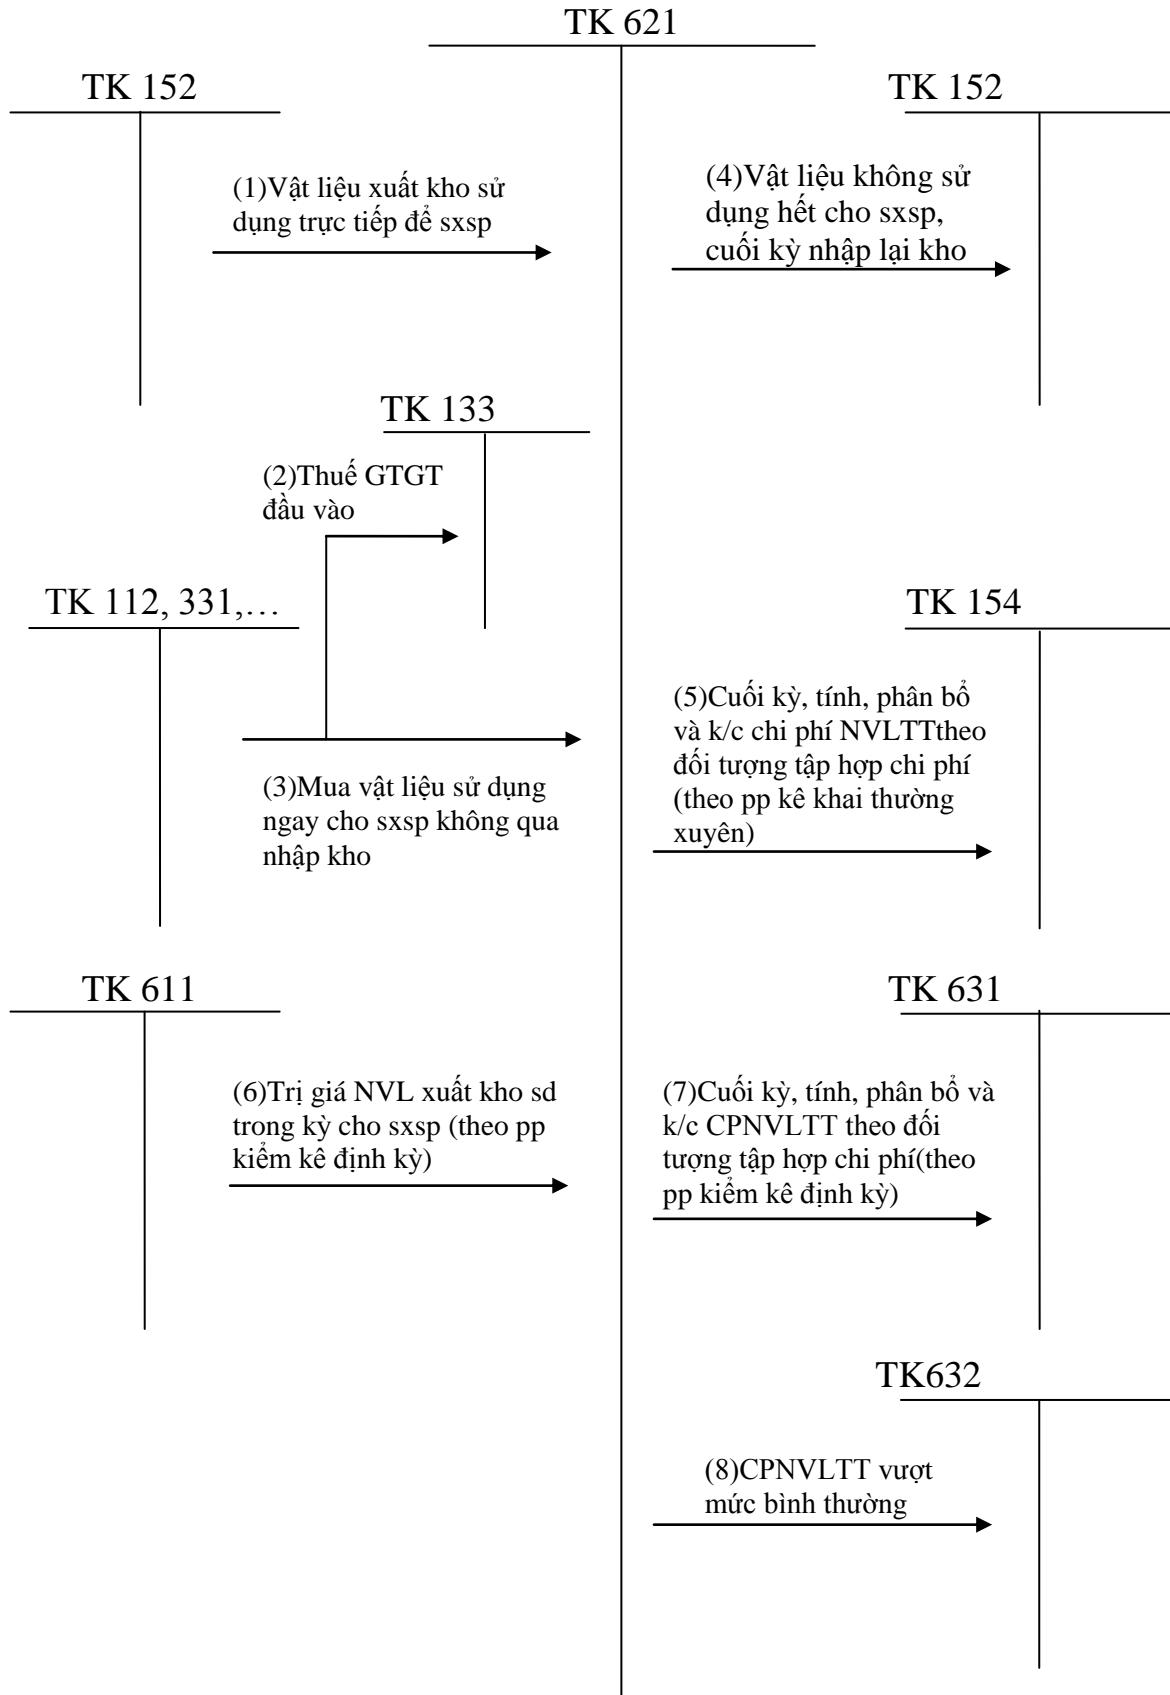 TK 621
TK 152
TK 152
(1)Vật liệu xuất kho sử
dụng trực tiếp để sxsp
(4)Vật liệu không sử
dụng hết cho sxsp,
cuối kỳ nhập lại kho
TK 133
(2)Thuế GTGT
đầu vào
TK 112, 331,…
TK 154
(3)Mua vật liệu sử dụng
ngay cho sxsp không qua
nhập kho
(5)Cuối kỳ, tính, phân bổ
và k/c chi phí NVLTTtheo
đối tượng tập hợp chi phí
(theo pp kê khai thường
xuyên)
TK 611
TK 631
(6)Trị giá NVL xuất kho sd
trong kỳ cho sxsp (theo pp
kiểm kê định kỳ)
(7)Cuối kỳ, tính, phân bổ và
k/c CPNVLTT theo đối
tượng tập hợp chi phí(theo
pp kiểm kê định kỳ)
TK632
(8)CPNVLTT vượt
mức bình thường